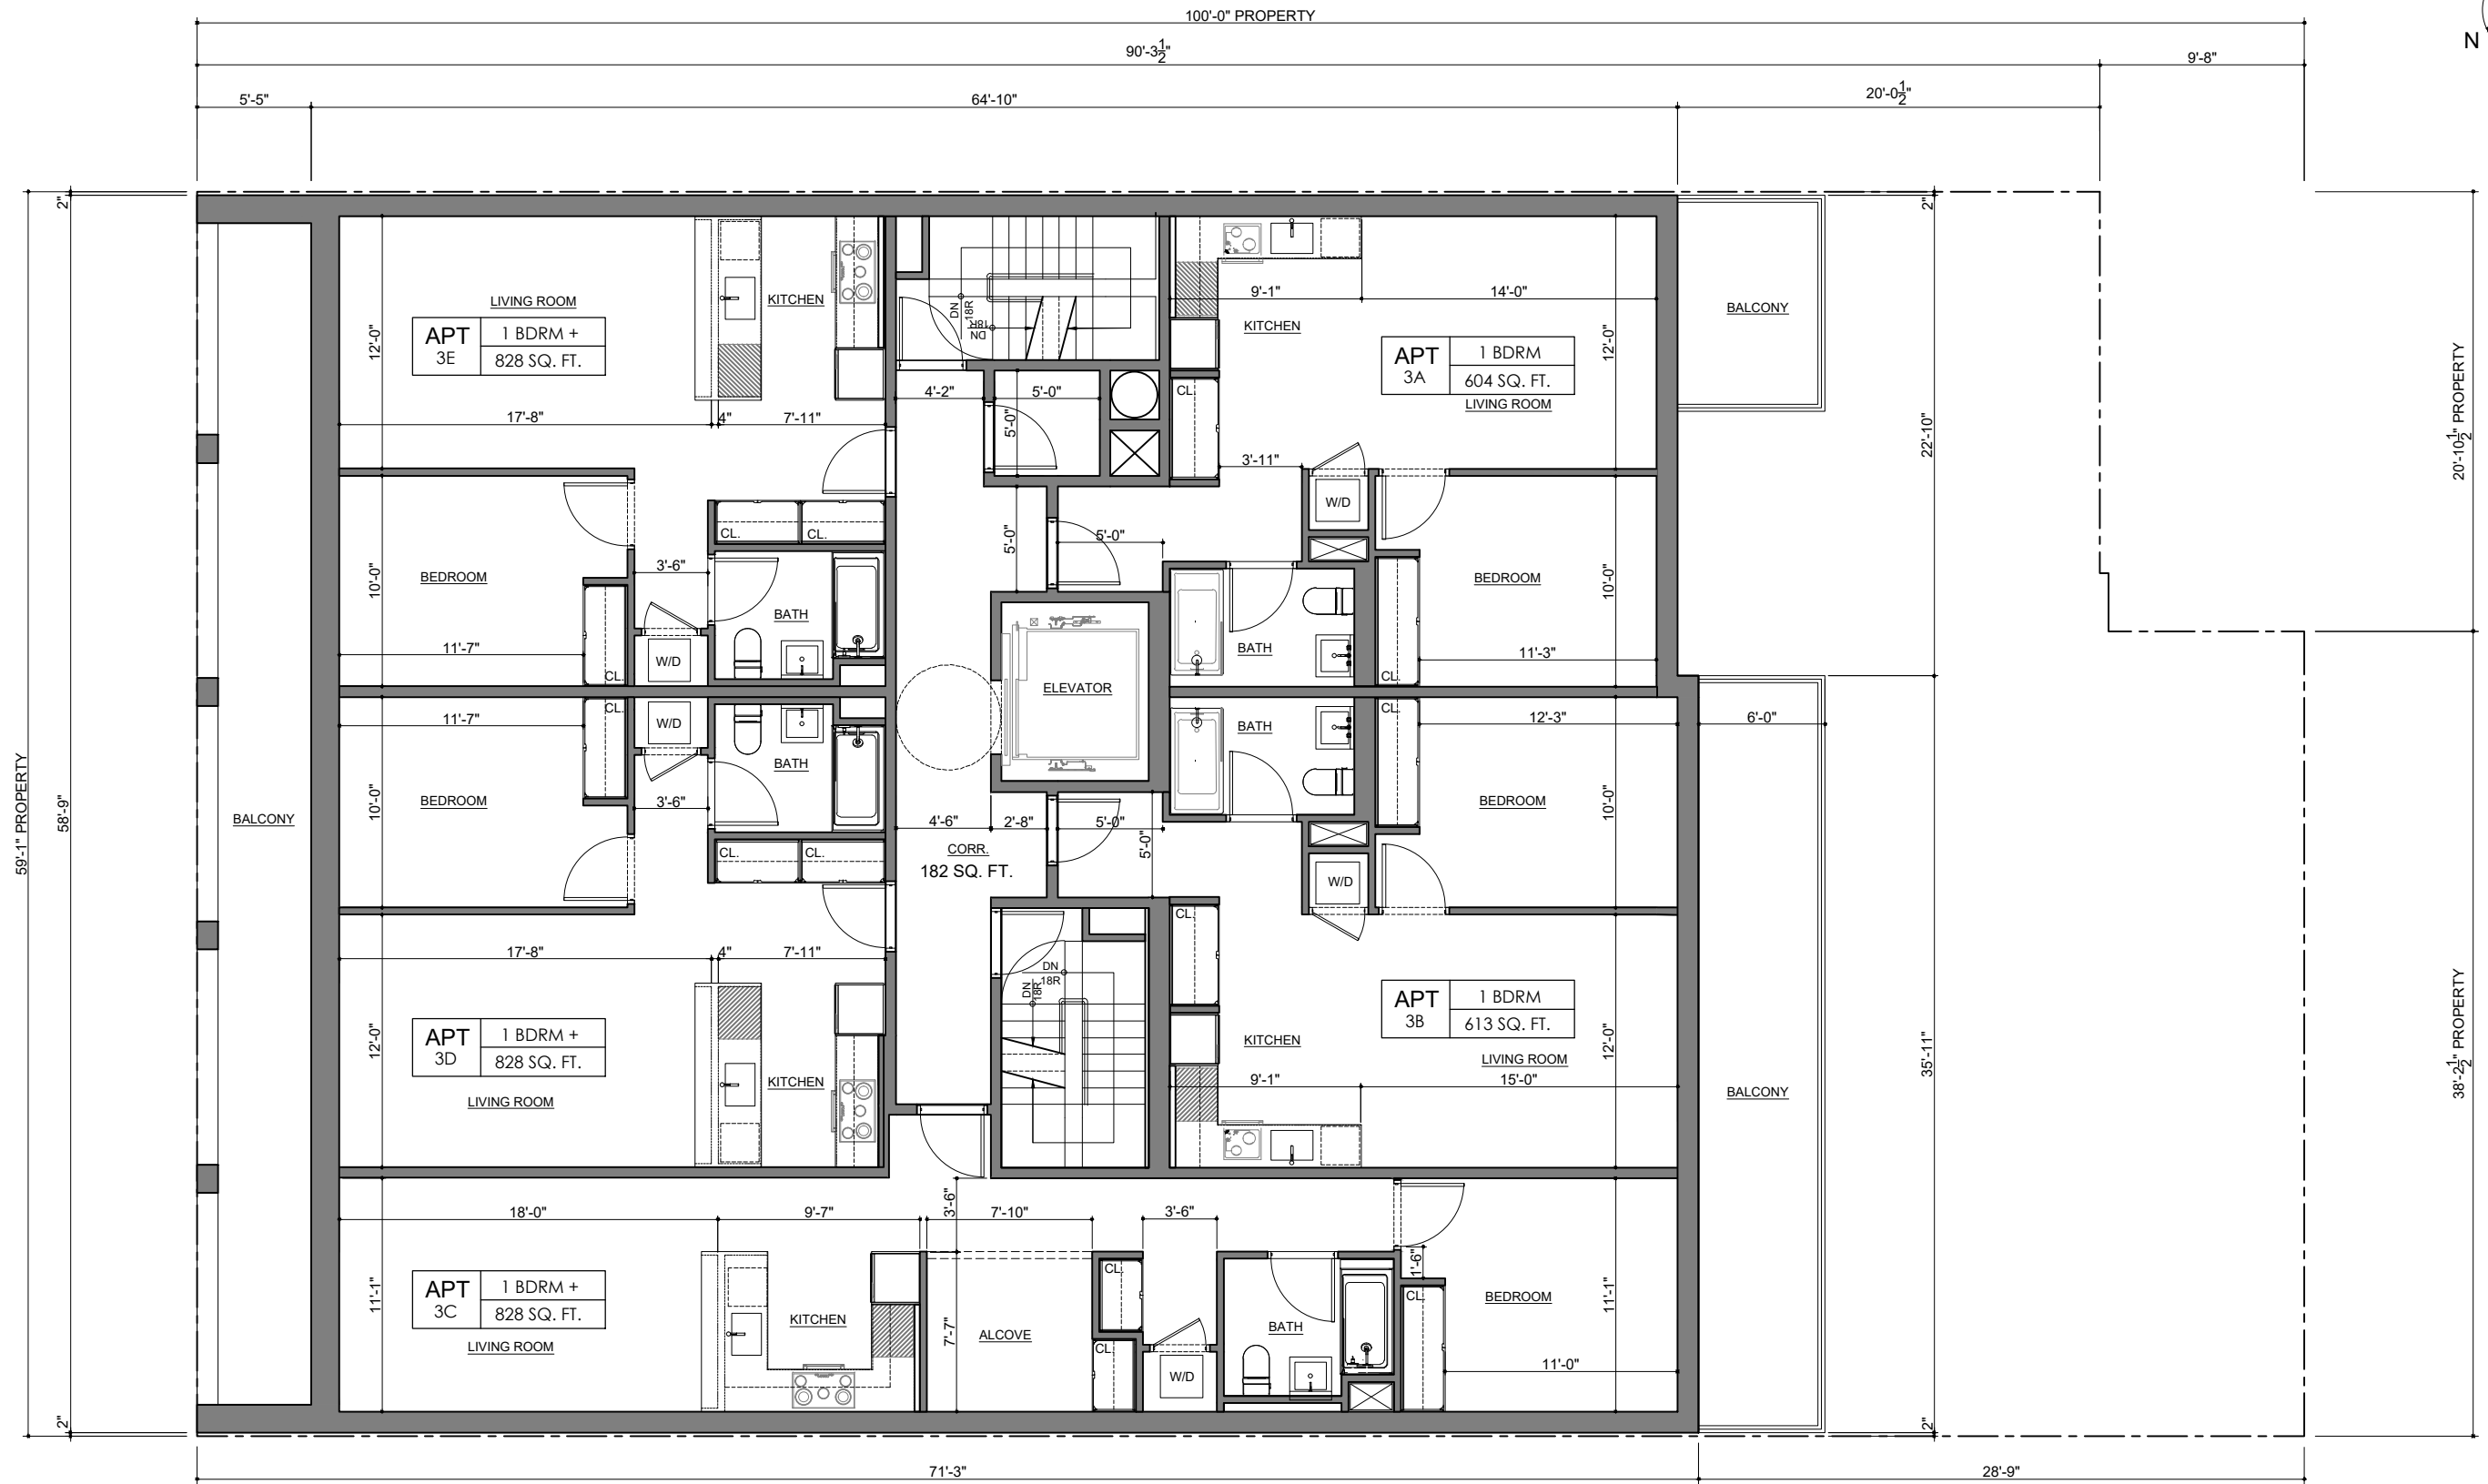 100'-0" PROPERTY
N
90'-3 1/2"
9'-8"
5'-5"
64'-10"
20'-0 1/2"
2"
2"
LIVING ROOM
KITCHEN
DN
18R
DN
18R
9'-1"
14'-0"
BALCONY
APT
3E
1 BDRM +
828 SQ. FT.
12'-0"
KITCHEN
APT
3A
1 BDRM
604 SQ. FT.
12'-0"
LIVING ROOM
20'-10 1/2" PROPERTY
17'-8"
4"
7'-11"
4'-2"
5'-0"
5'-0"
CL.
22'-10"
3'-11"
W/D
CL.
CL.
5'-0"
5'-0"
BEDROOM
10'-0"
3'-6"
BATH
BEDROOM
10'-0"
11'-7"
W/D
CL.
BATH
11'-3"
CL.
ELEVATOR
11'-7"
CL.
W/D
BATH
BATH
CL.
12'-3"
6'-0"
59'-1" PROPERTY
58'-9"
BEDROOM
10'-0"
3'-6"
BEDROOM
10'-0"
BALCONY
4'-6"
2'-8"
5'-0"
5'-0"
CORR.
182 SQ. FT.
CL.
CL.
W/D
CL.
17'-8"
4"
7'-11"
DN
18R
DN
18R
APT
3D
1 BDRM +
828 SQ. FT.
12'-0"
KITCHEN
LIVING ROOM
APT
3B
1 BDRM
613 SQ. FT.
KITCHEN
LIVING ROOM
12'-0"
9'-1"
15'-0"
35'-11"
BALCONY
38'-2 1/2" PROPERTY
18'-0"
9'-7"
3'-6"
7'-10"
3'-6"
1'-6"
CL.
CL.
APT
3C
1 BDRM +
828 SQ. FT.
11'-1"
KITCHEN
LIVING ROOM
7'-7"
ALCOVE
CL.
W/D
BATH
BEDROOM
11'-1"
11'-0"
2"
2"
71'-3"
28'-9"